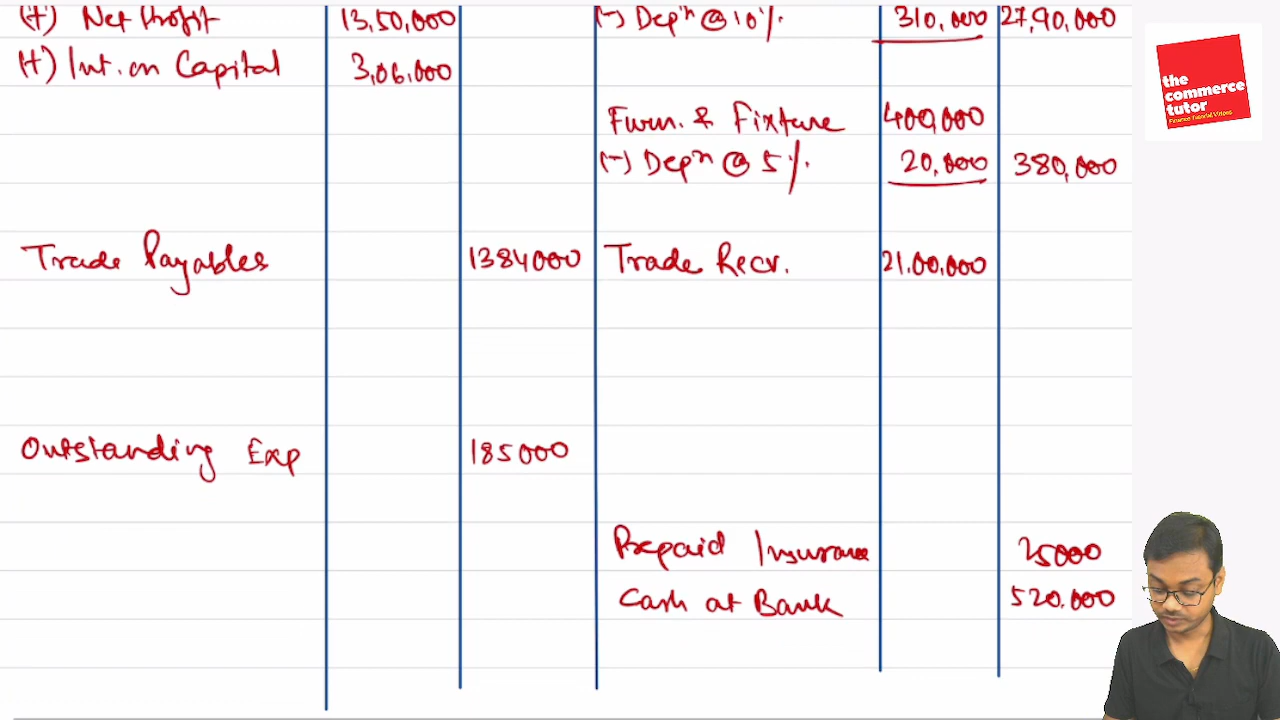 (+) Net Profit 13,50,000 (-) Depn @ 10% 310,000 27,90,000
(+) Int. on Capital 3,06,000
Furn. & Fixture 400,000
(-) Depn @ 5% 20,000 380,000
Trade Payables 1384000 Trade Recv. 21,00,000
Outstanding Exp 185000
Prepaid Insurance 25000
Cash at Bank 520,000
the
commerce
tutor